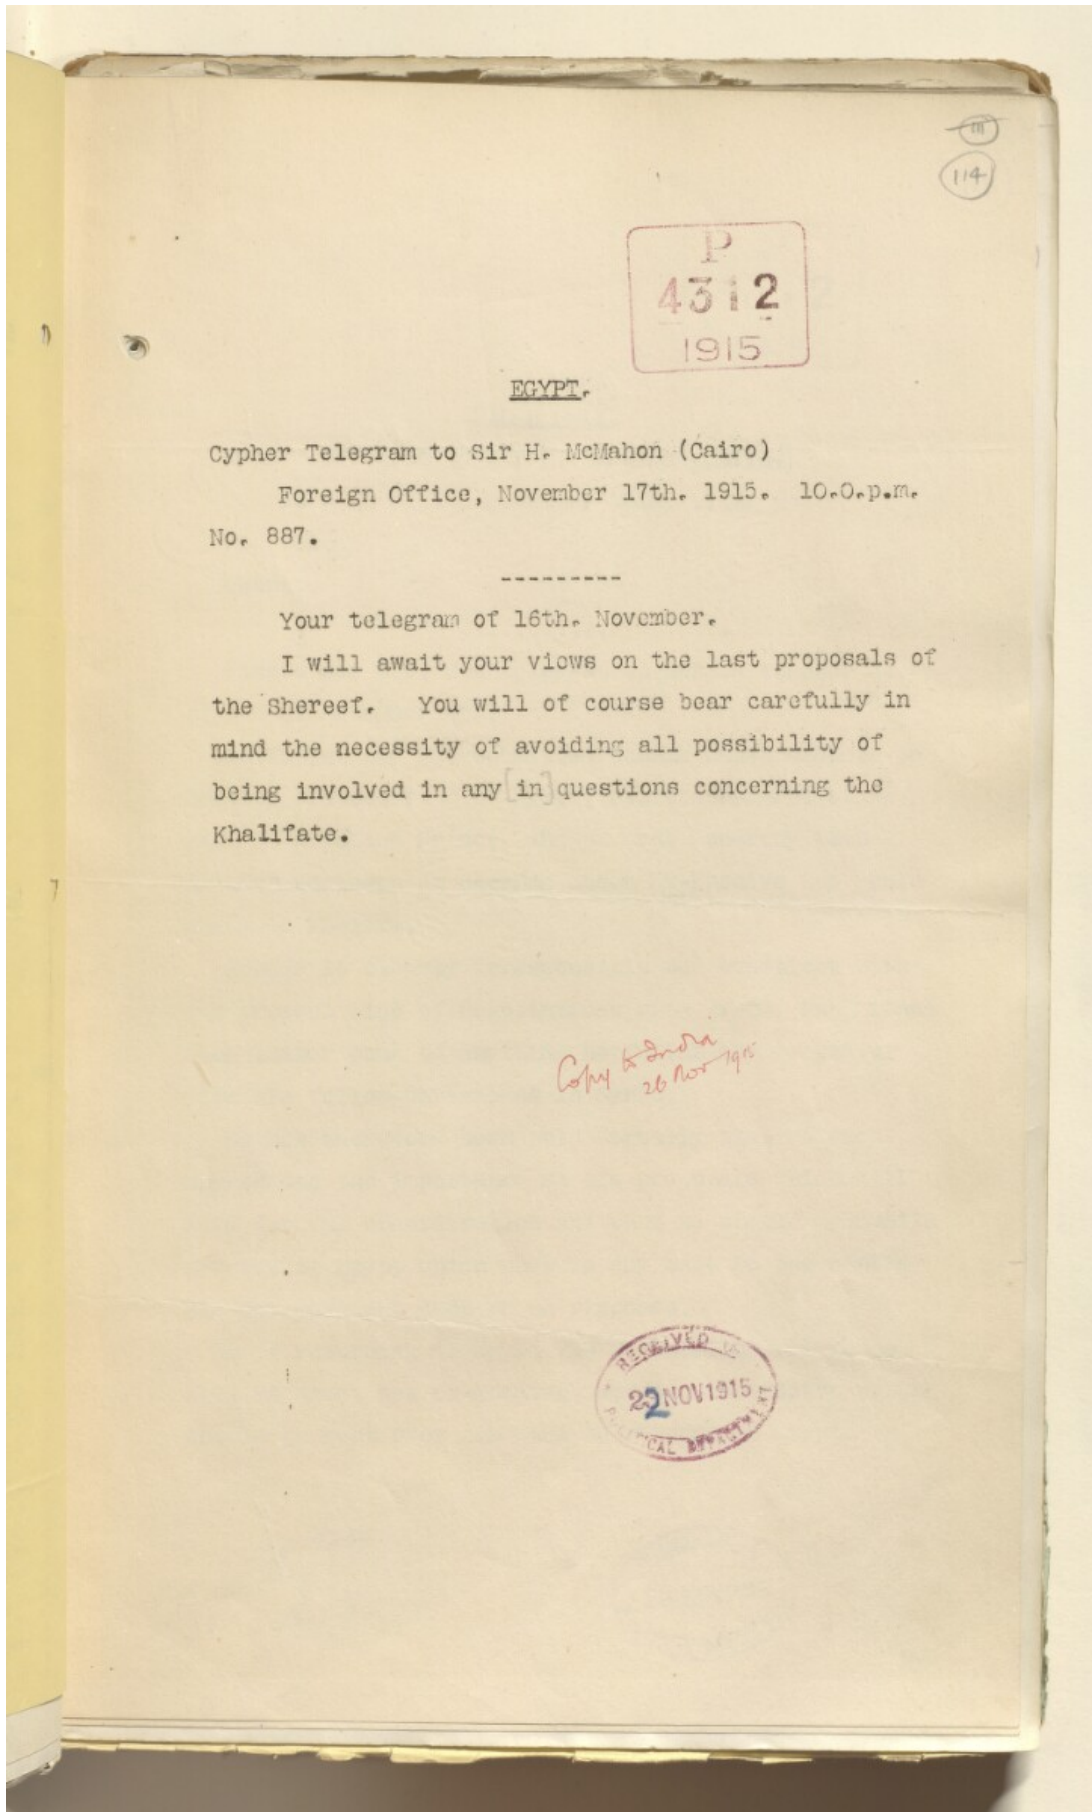 111
114
P
4312
1915
EGYPT.
Cypher Telegram to Sir H. McMahon (Cairo)
Foreign Office, November 17th. 1915. 10.0.p.m.
No. 887.
---------
Your telegram of 16th. November.
I will await your views on the last proposals of
the Shereef. You will of course bear carefully in
mind the necessity of avoiding all possibility of
being involved in any [in] questions concerning the
Khalifate.
Copy to India
26 Nov 1915
RECEIVED IN
22 NOV 1915
POLITICAL DEPARTMENT